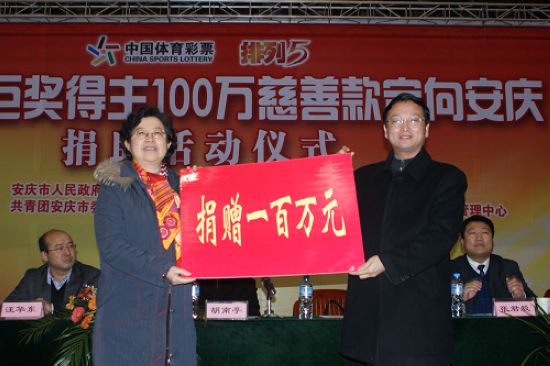 中国体育彩票
CHINA SPORTS LOTTERY
排列5
巨奖得主100万慈善款定向安庆
捐
活动仪式
安庆市人民政府
共青团安庆市委
管理中心
捐赠一百万元
汪华东
胡南季
张君毅